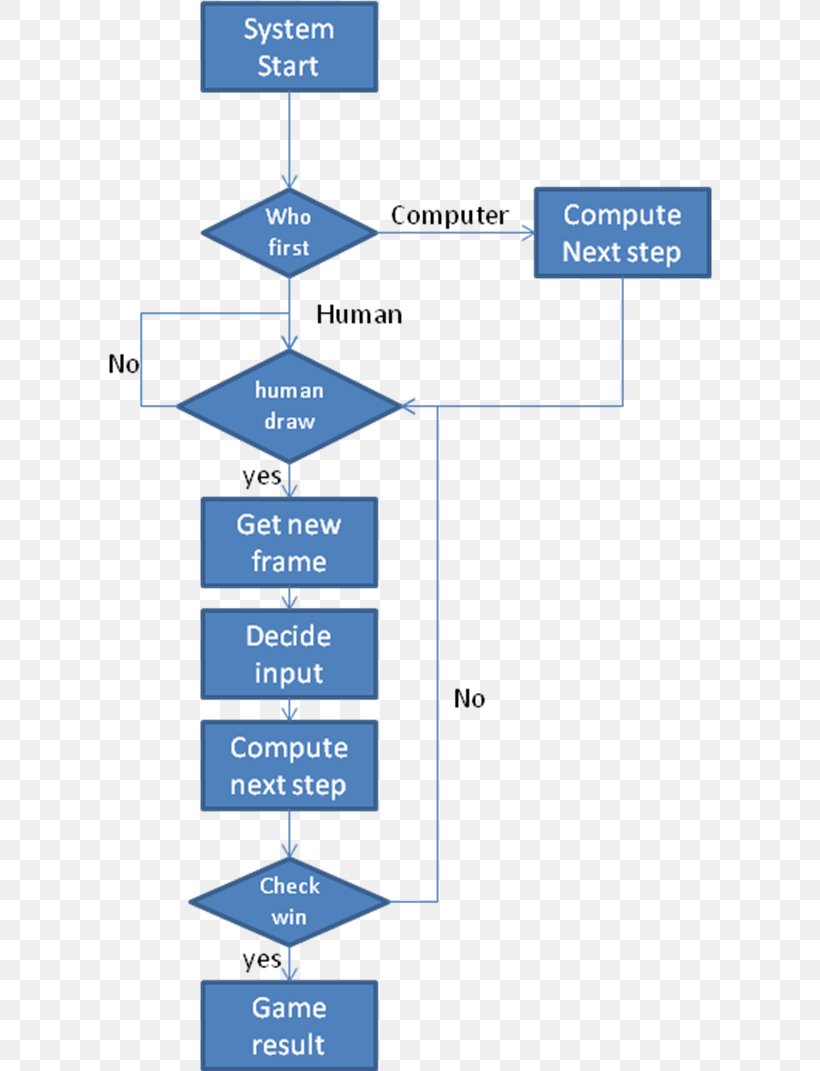 System
Start
Who
first
Computer
Compute
Next step
Human
No
human
draw
yes
Get new
frame
Decide
input
No
Compute
next step
Check
win
yes
Game
result